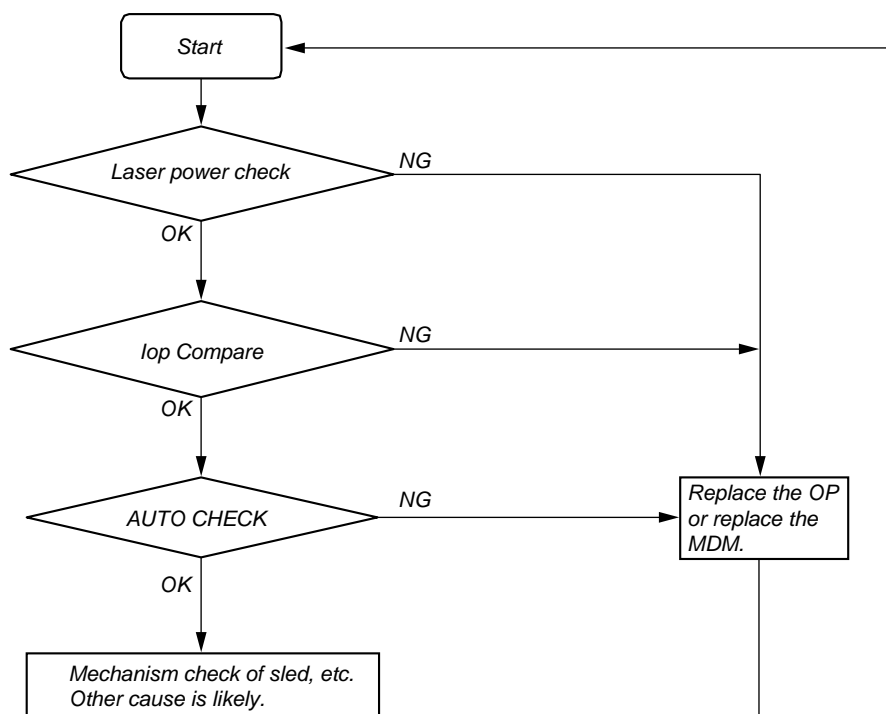 Start
Laser power check
NG
OK
Iop Compare
NG
OK
AUTO CHECK
NG
OK
Replace the OP
or replace the
MDM.
Mechanism check of sled, etc.
Other cause is likely.